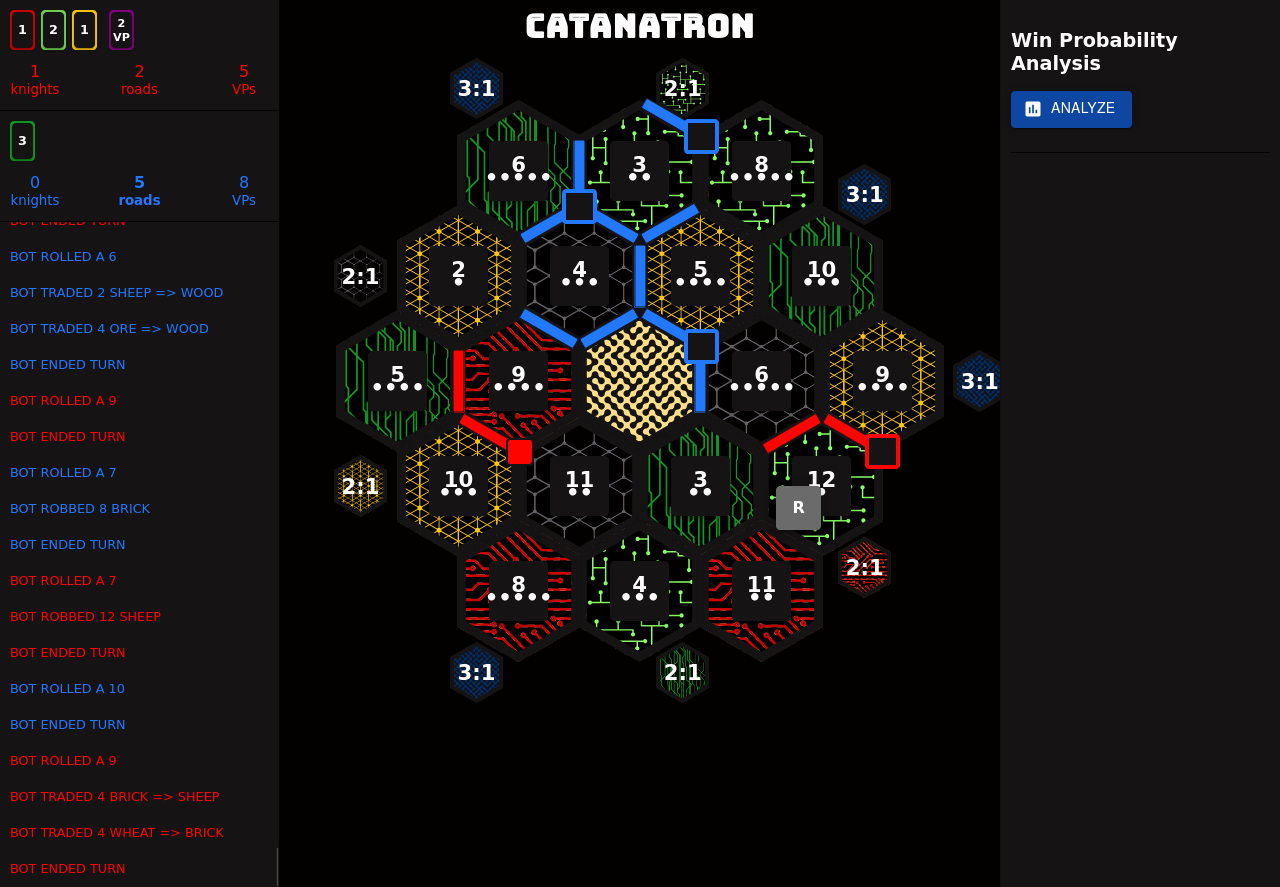 1 2 1 2 VP
1 2 5
knights roads VPs
3
0 5 8
knights roads VPs
BOT ENDED TURN
BOT ROLLED A 6
BOT TRADED 2 SHEEP => WOOD
BOT TRADED 4 ORE => WOOD
BOT ENDED TURN
BOT ROLLED A 9
BOT ENDED TURN
BOT ROLLED A 7
BOT ROBBED 8 BRICK
BOT ENDED TURN
BOT ROLLED A 7
BOT ROBBED 12 SHEEP
BOT ENDED TURN
BOT ROLLED A 10
BOT ENDED TURN
BOT ROLLED A 9
BOT TRADED 4 BRICK => SHEEP
BOT TRADED 4 WHEAT => BRICK
BOT ENDED TURN
CATANATRON
3:1 2:1
6 3 8
3:1
2 4 5 10
2:1
5 9 6 9
3:1
10 11 3 12
2:1
R
8 4 11
2:1
3:1 2:1
Win Probability
Analysis
ANALYZE